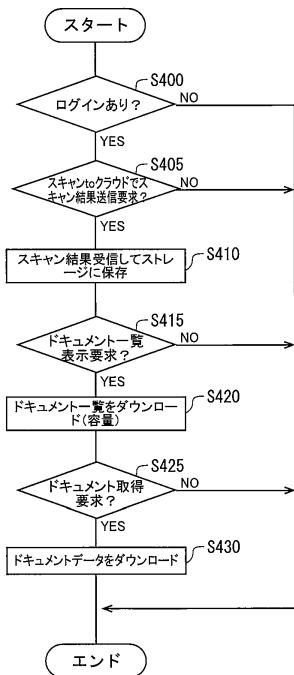 スタート
S400
ログインあり?
NO
YES
S405
スキャンtoクラウドでス
キャン結果送信要求?
NO
YES
S410
スキャン結果受信してストレ
ージに保存
S415
ドキュメント一覧
表示要求?
NO
YES
S420
ドキュメント一覧をダウンロー
ド(容量)
S425
ドキュメント取得
要求?
NO
YES
S430
ドキュメントデータをダウンロード
エンド